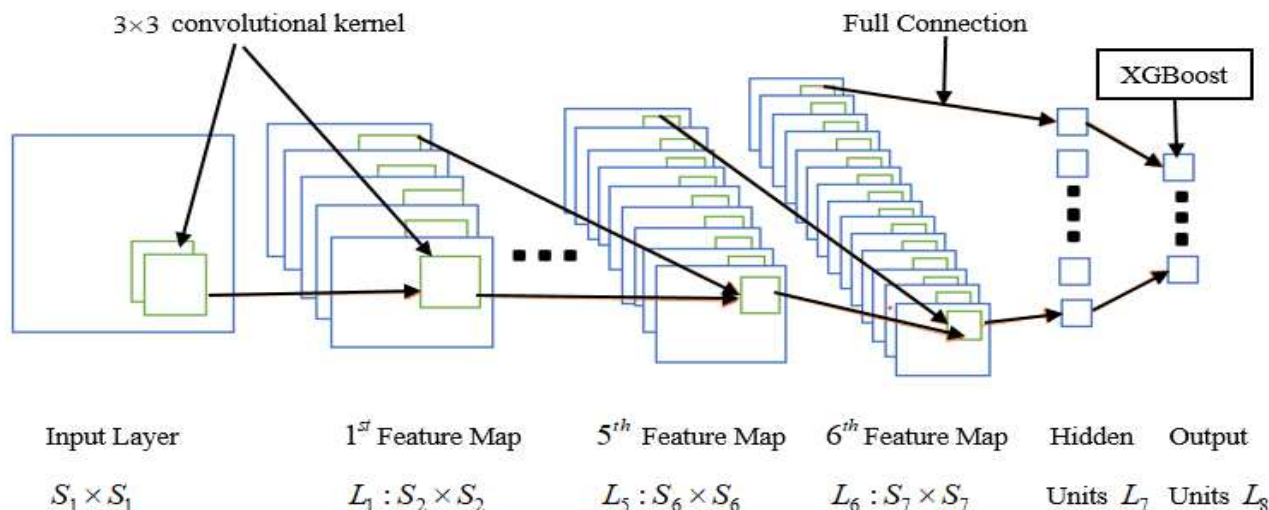 3×3 convolutional kernel
Full Connection
XGBoost
Input Layer
1st Feature Map
5th Feature Map
6th Feature Map
Hidden
Output
S1 × S1
L1 : S2 × S2
L5 : S6 × S6
L6 : S7 × S7
Units L7
Units L8